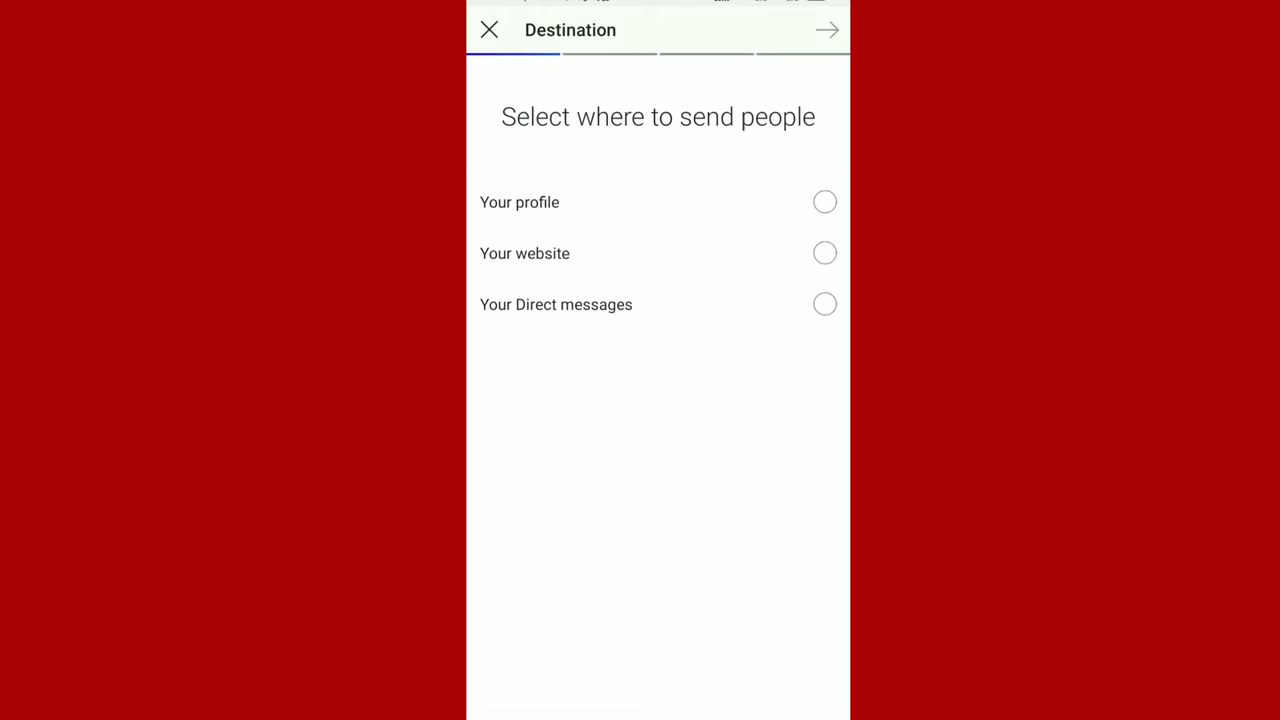 Destination
Select where to send people
Your profile
Your website
Your Direct messages